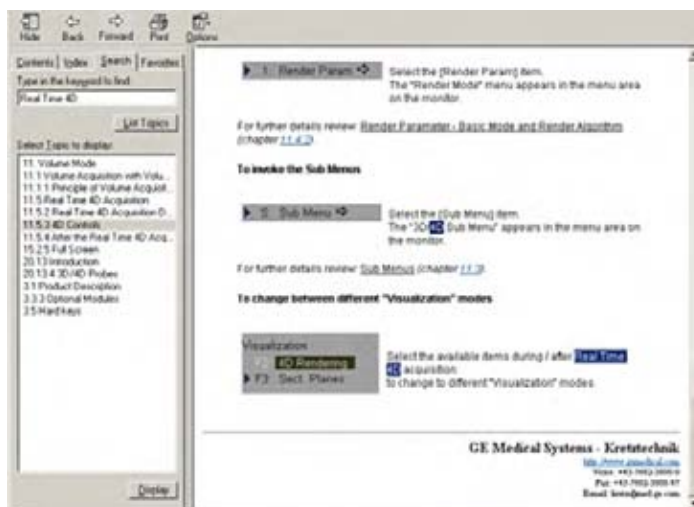 Hide Back Forward Print Options
Contents Index Search Favorites
Type in the keyword to find:
Real Time 4D
List Topics
Select Topic to display:
11. Volume Mode
11.1 Volume Acquisition with Volu...
11.1.1 Principle of Volume Acquisit...
11.5 Real Time 4D Acquisition
11.5.2 Real Time 4D Acquisition D...
11.5.3 4D Controls
11.5.4 After the Real Time 4D Acq...
15.2.5 Full Screen
20.13 Introduction
20.13.4 3D/4D Probes
3.1 Product Description
3.3.3 Optional Modules
3.5 Hard keys
Display
1 Render Param
Select the [Render Param] item.
The "Render Mode" menu appears in the menu area
on the monitor.
For further details review: Render Parameter - Basic Mode and Render Algorithm
(chapter 11.4.2).
To invoke the Sub Menus
Sub Menu
Select the [Sub Menu] item.
The "3D/4D Sub Menu" appears in the menu area on
the monitor.
For further details review: Sub Menus (chapter 11.3).
To change between different "Visualization" modes
Visualization
4D Rendering
F3 Sect. Planes
Select the available items during / after Real Time
4D acquisition
to change to different "Visualization" modes.
GE Medical Systems - Kretztechnik